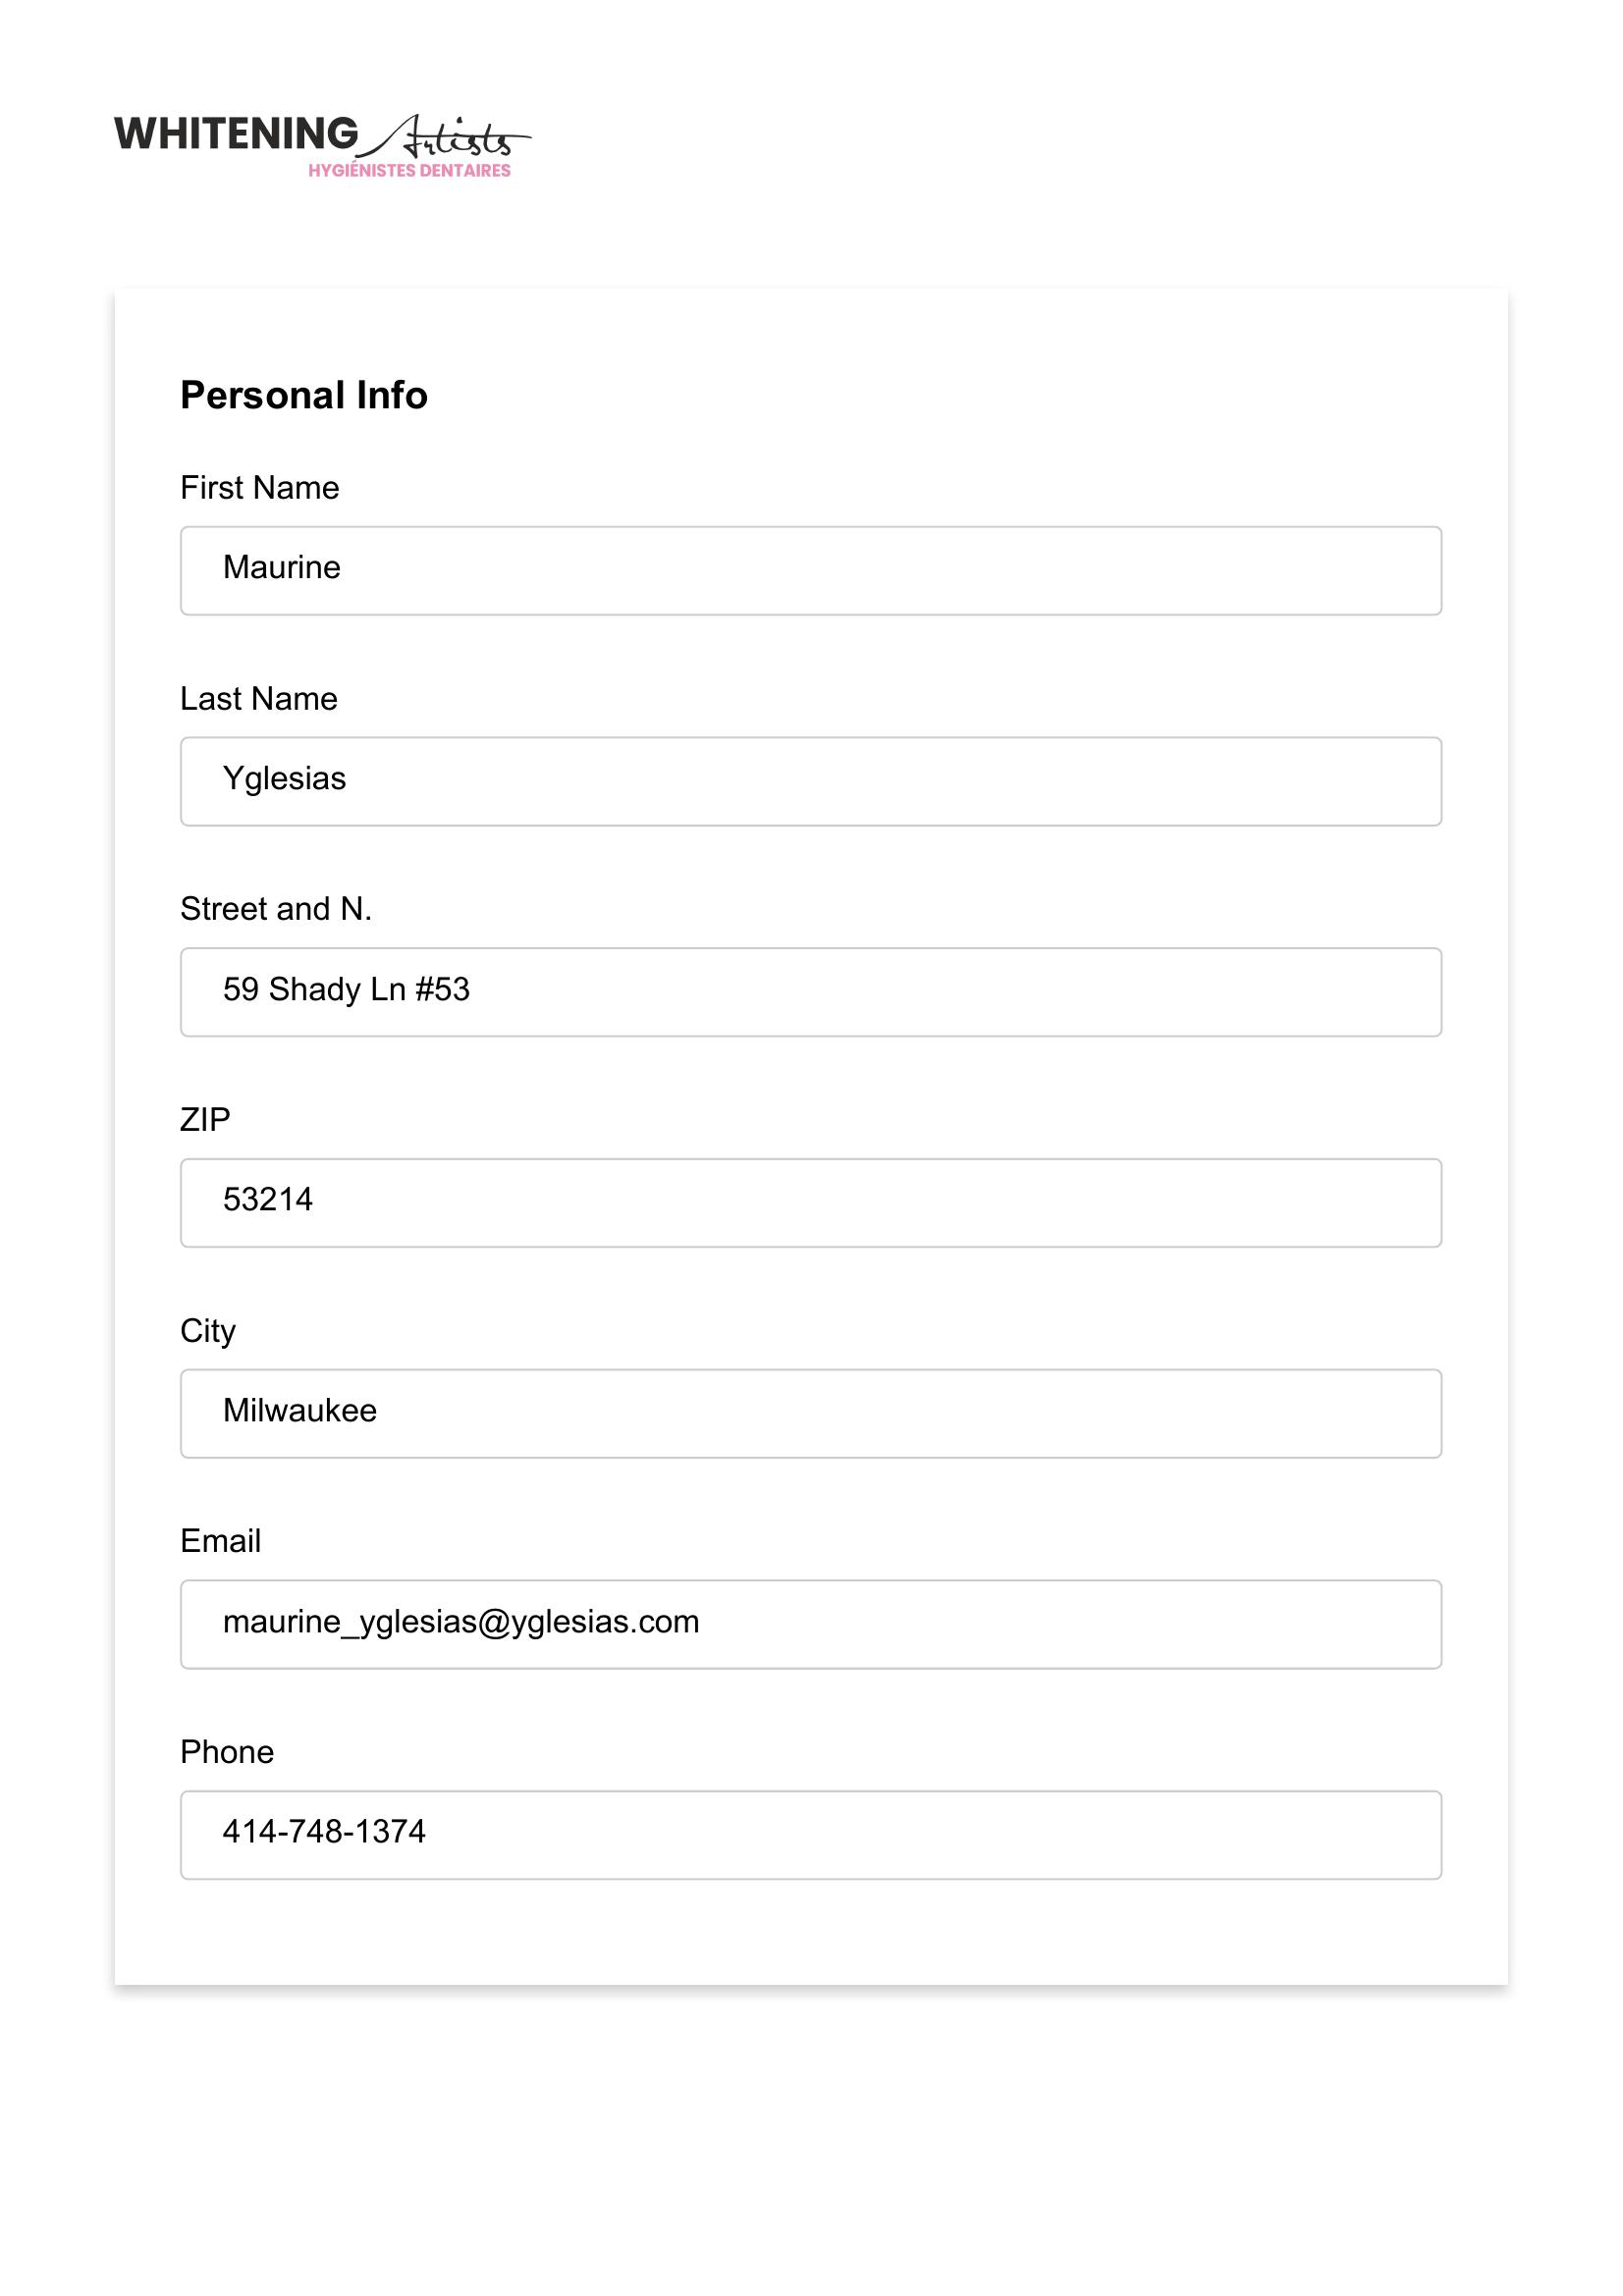 WHITENING Artists
HYGIÉNISTES DENTAIRES
Personal Info
First Name
Maurine
Last Name
Yglesias
Street and N.
59 Shady Ln #53
ZIP
53214
City
Milwaukee
Email
maurine_yglesias@yglesias.com
Phone
414-748-1374